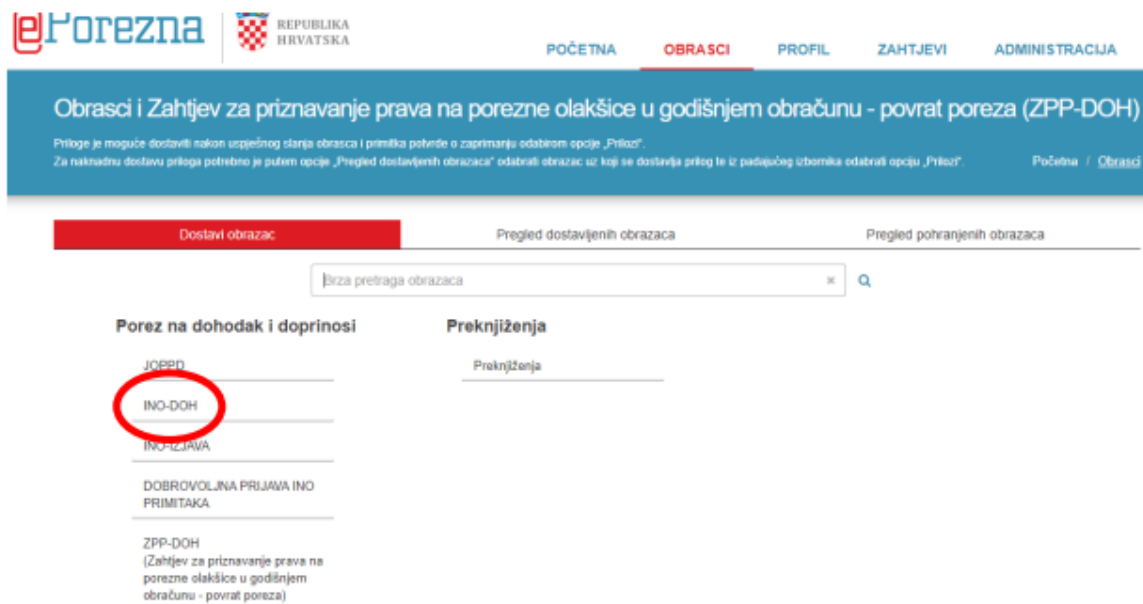 ePorezna
REPUBLIKA
HRVATSKA
POČETNA OBRASCI PROFIL ZAHTJEVI ADMINISTRACIJA
Obrasci i Zahtjev za priznavanje prava na porezne olakšice u godišnjem obračunu - povrat poreza (ZPP-DOH)
Priloge je moguće dostaviti nakon uspješnog slanja obrasca i primitka potvrde o zaprimanju odabirom opcije „Prilozi".
Za naknadnu dostavu priloga potrebno je putem opcije „Pregled dostavljenih obrazaca" odabrati obrazac uz koji se dostavlja prilog te iz padajućeg izbornika odabrati opciju „Prilozi".
Početna / Obrasci
Dostavi obrazac Pregled dostavljenih obrazaca Pregled pohranjenih obrazaca
Brza pretraga obrazaca
Porez na dohodak i doprinosi Preknjiženja
JOPPD Preknjiženja
INO-DOH
INO-IZJAVA
DOBROVOLJNA PRIJAVA INO
PRIMITAKA
ZPP-DOH
(Zahtjev za priznavanje prava na
porezne olakšice u godišnjem
obračunu - povrat poreza)